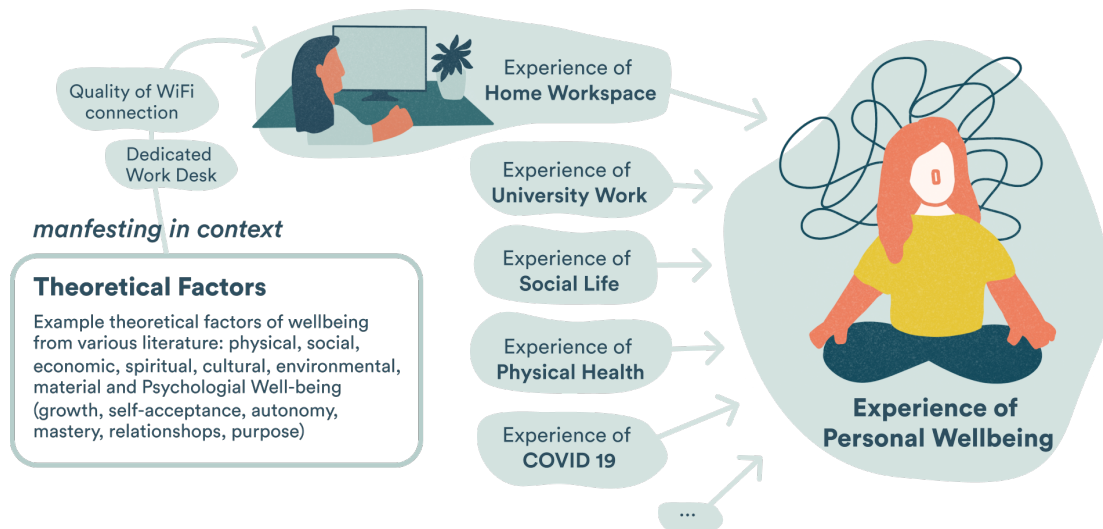 Quality of WiFi
connection
Dedicated
Work Desk
manfesting in context
Theoretical Factors
Example theoretical factors of wellbeing
from various literature: physical, social,
economic, spiritual, cultural, environmental,
material and Psychologial Well-being
(growth, self-acceptance, autonomy,
mastery, relationshops, purpose)
Experience of
Home Workspace
Experience of
University Work
Experience of
Social Life
Experience of
Physical Health
Experience of
COVID 19
...
Experience of
Personal Wellbeing